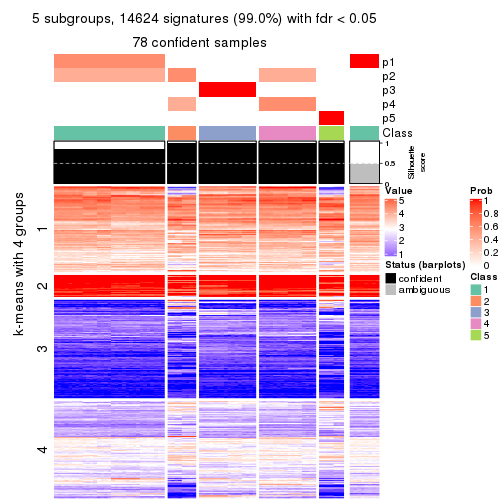 5 subgroups, 14624 signatures (99.0%) with fdr < 0.05
78 confident samples
p1
p2
p3
p4
p5
Class
1
0.5
0
Silhouette
score
k-means with 4 groups
1
2
3
4
Value
5
4
3
2
1
Status (barplots)
confident
ambiguous
Prob
1
0.8
0.6
0.4
0.2
0
Class
1
2
3
4
5